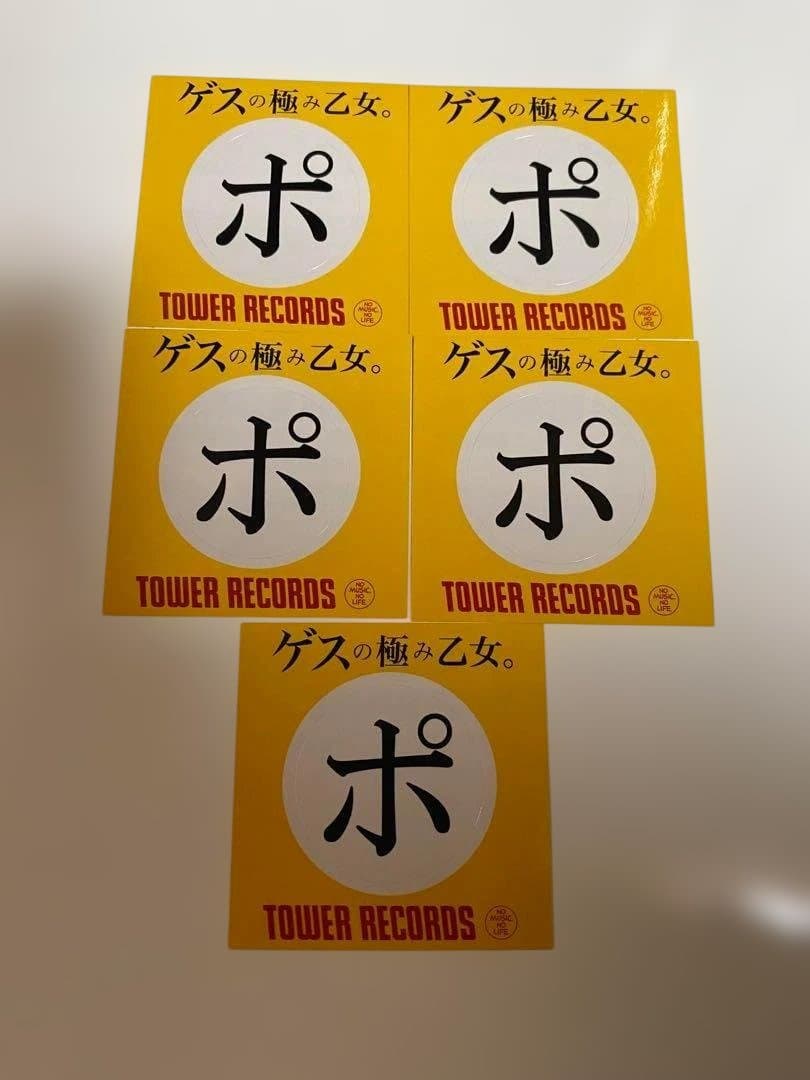 ゲスの極み乙女。
ポ
TOWER RECORDS
NO
MUSIC,
NO
LIFE.
ゲスの極み乙女。
ポ
TOWER RECORDS
NO
MUSIC,
NO
LIFE.
ゲスの極み乙女。
ポ
TOWER RECORDS
NO
MUSIC,
NO
LIFE.
ゲスの極み乙女。
ポ
TOWER RECORDS
NO
MUSIC,
NO
LIFE.
ゲスの極み乙女。
ポ
TOWER RECORDS
NO
MUSIC,
NO
LIFE.